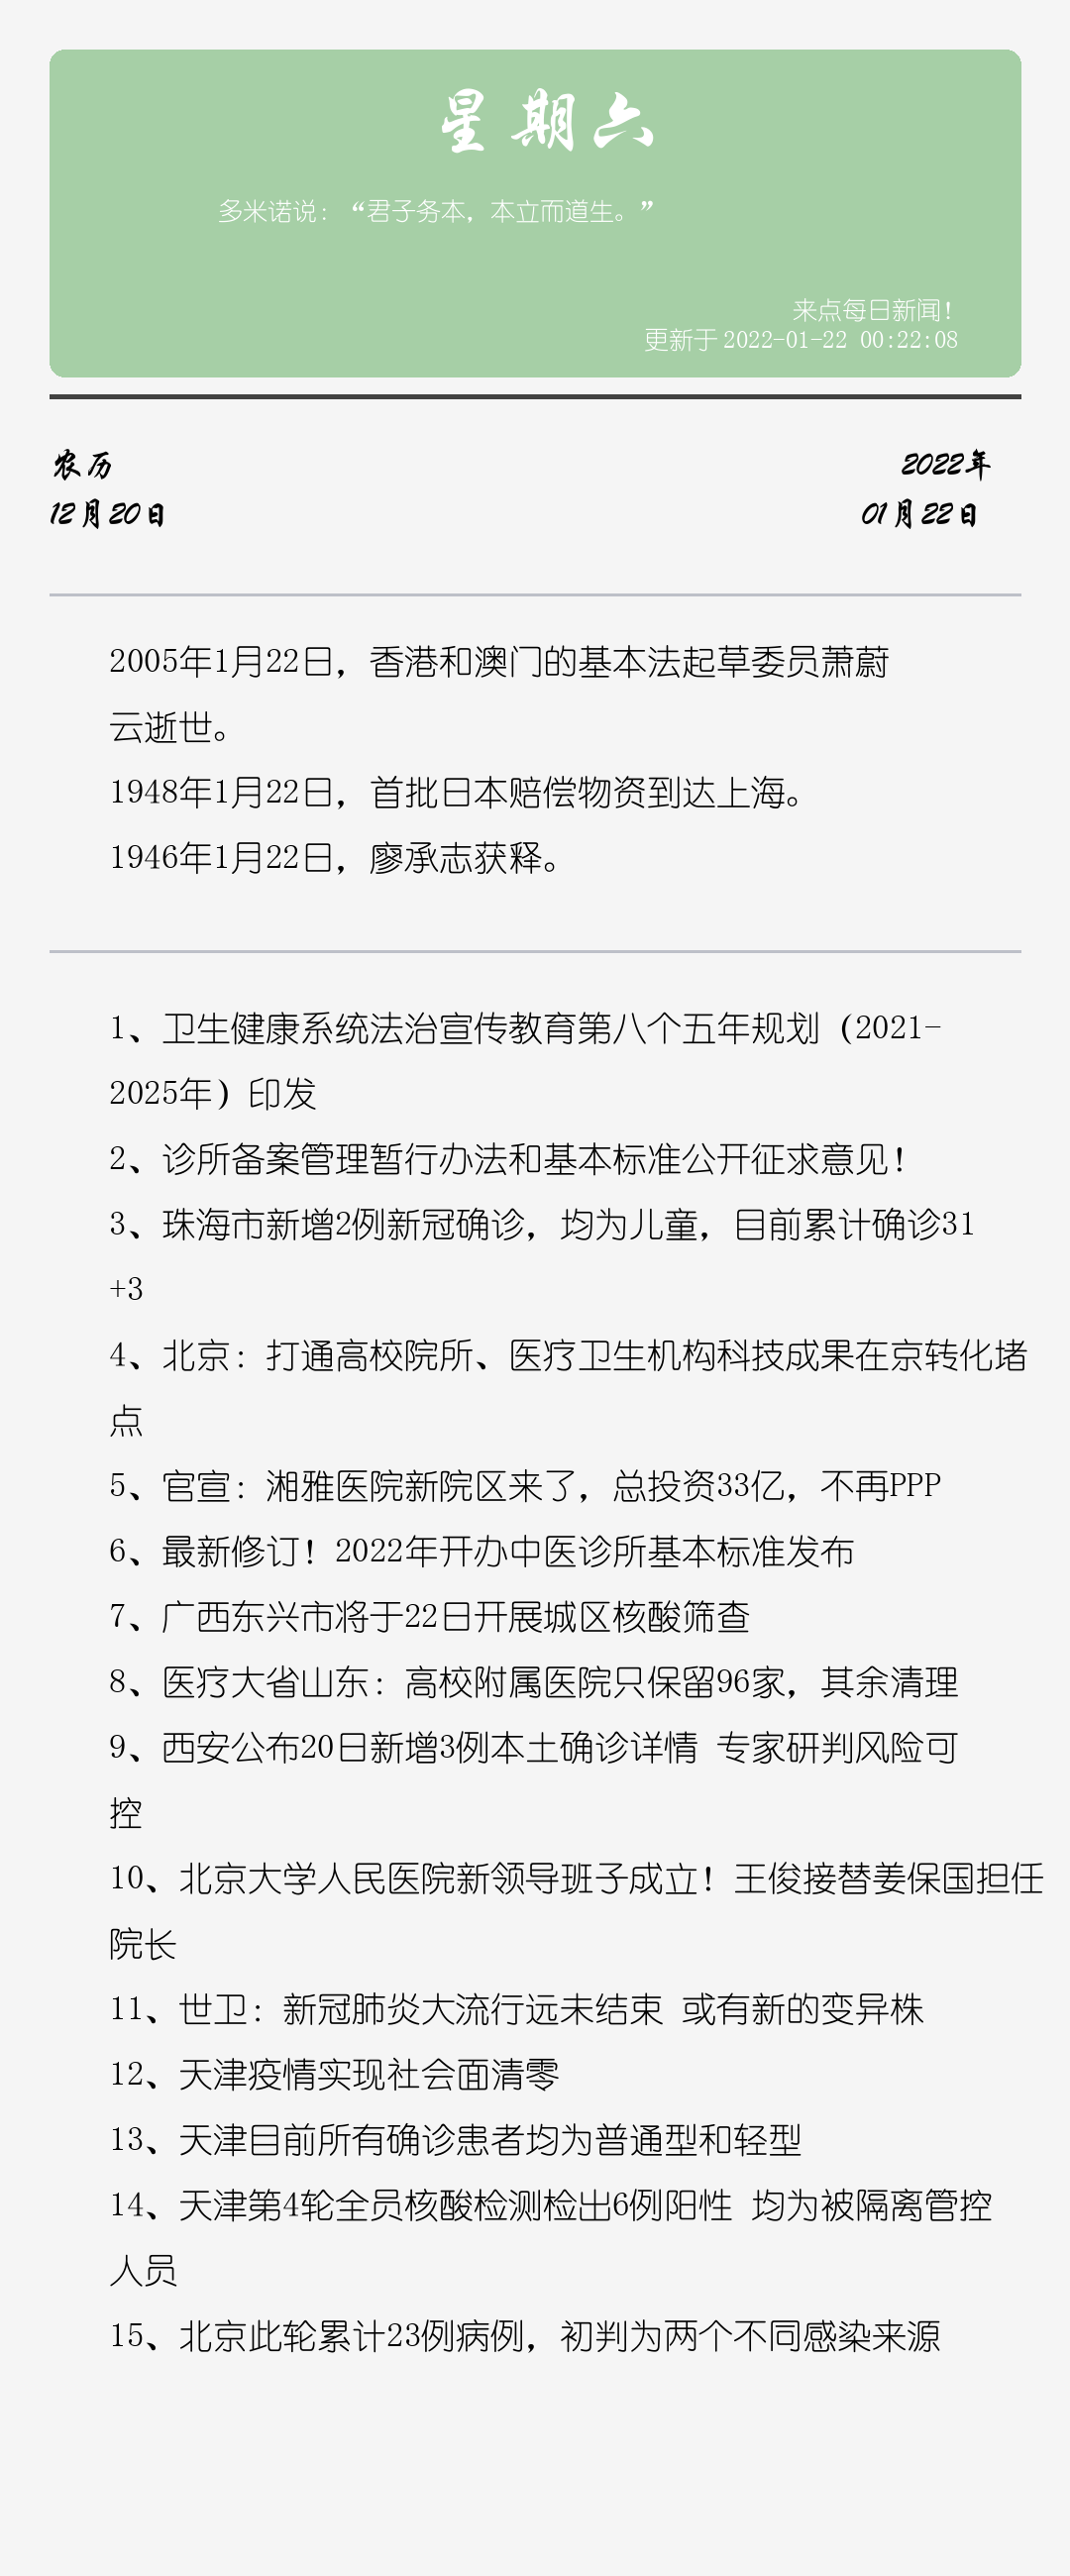 星期六
多米诺说：“君子务本，本立而道生。”
来点每日新闻！
更新于 2022-01-22 00:22:08
农历
2022年
12月20日
01月22日
2005年1月22日，香港和澳门的基本法起草委员萧蔚
云逝世。
1948年1月22日，首批日本赔偿物资到达上海。
1946年1月22日，廖承志获释。
1、卫生健康系统法治宣传教育第八个五年规划（2021-
2025年）印发
2、诊所备案管理暂行办法和基本标准公开征求意见！
3、珠海市新增2例新冠确诊，均为儿童，目前累计确诊31
+3
4、北京：打通高校院所、医疗卫生机构科技成果在京转化堵
点
5、官宣：湘雅医院新院区来了，总投资33亿，不再PPP
6、最新修订！2022年开办中医诊所基本标准发布
7、广西东兴市将于22日开展城区核酸筛查
8、医疗大省山东：高校附属医院只保留96家，其余清理
9、西安公布20日新增3例本土确诊详情 专家研判风险可
控
10、北京大学人民医院新领导班子成立！王俊接替姜保国担任
院长
11、世卫：新冠肺炎大流行远未结束 或有新的变异株
12、天津疫情实现社会面清零
13、天津目前所有确诊患者均为普通型和轻型
14、天津第4轮全员核酸检测检出6例阳性 均为被隔离管控
人员
15、北京此轮累计23例病例，初判为两个不同感染来源